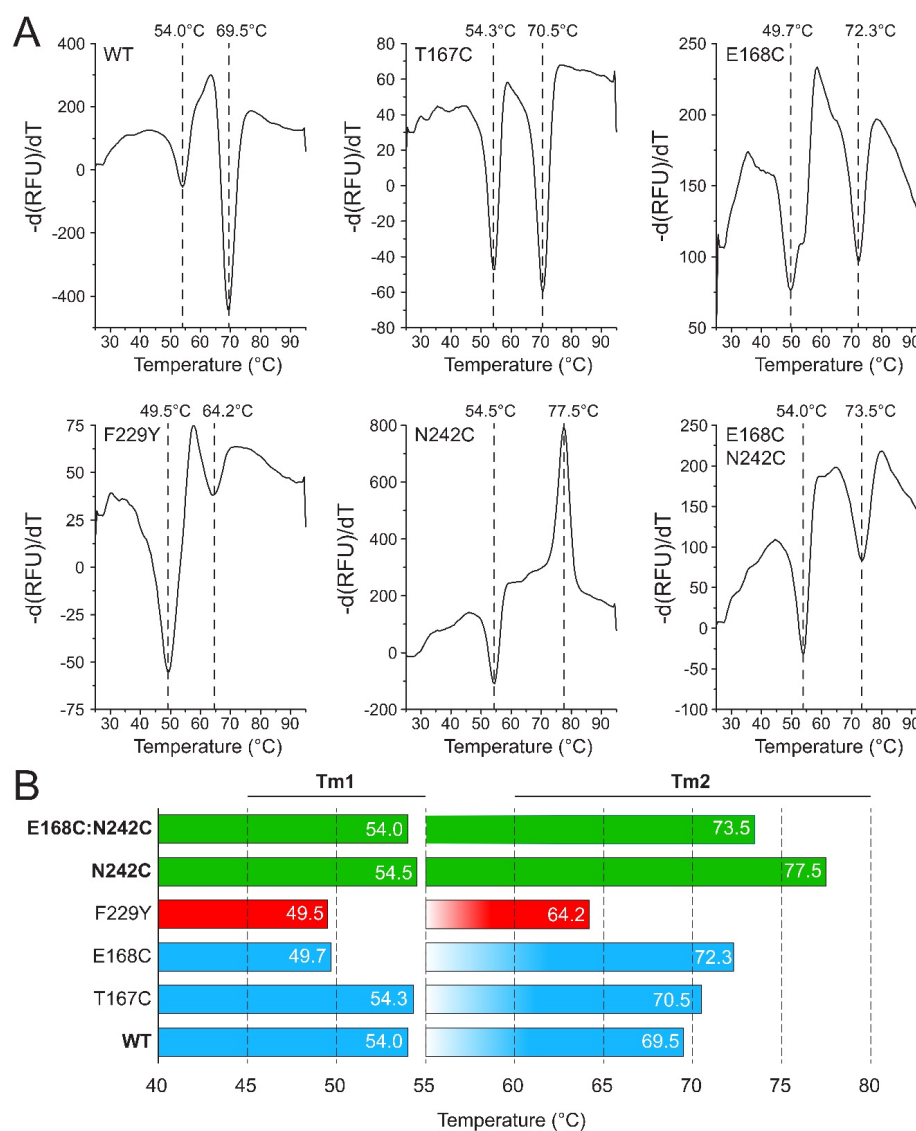 A
54.0°C 69.5°C
WT
400
200
0
-200
-400
-d(RFU)/dT
30 40 50 60 70 80 90
Temperature (°C)
54.3°C 70.5°C
T167C
80
60
40
20
0
-20
-40
-60
-80
-d(RFU)/dT
30 40 50 60 70 80 90
Temperature (°C)
49.7°C 72.3°C
E168C
250
200
150
100
50
-d(RFU)/dT
30 40 50 60 70 80 90
Temperature (°C)
49.5°C 64.2°C
F229Y
75
50
25
0
-25
-50
-75
-d(RFU)/dT
30 40 50 60 70 80 90
Temperature (°C)
54.5°C 77.5°C
N242C
800
600
400
200
0
-200
-d(RFU)/dT
30 40 50 60 70 80 90
Temperature (°C)
54.0°C 73.5°C
E168C
N242C
250
200
150
100
50
0
-50
-100
-d(RFU)/dT
30 40 50 60 70 80 90
Temperature (°C)
B
Tm1 Tm2
E168C:N242C 54.0 73.5
N242C 54.5 77.5
F229Y 49.5 64.2
E168C 49.7 72.3
T167C 54.3 70.5
WT 54.0 69.5
40 45 50 55 60 65 70 75 80
Temperature (°C)